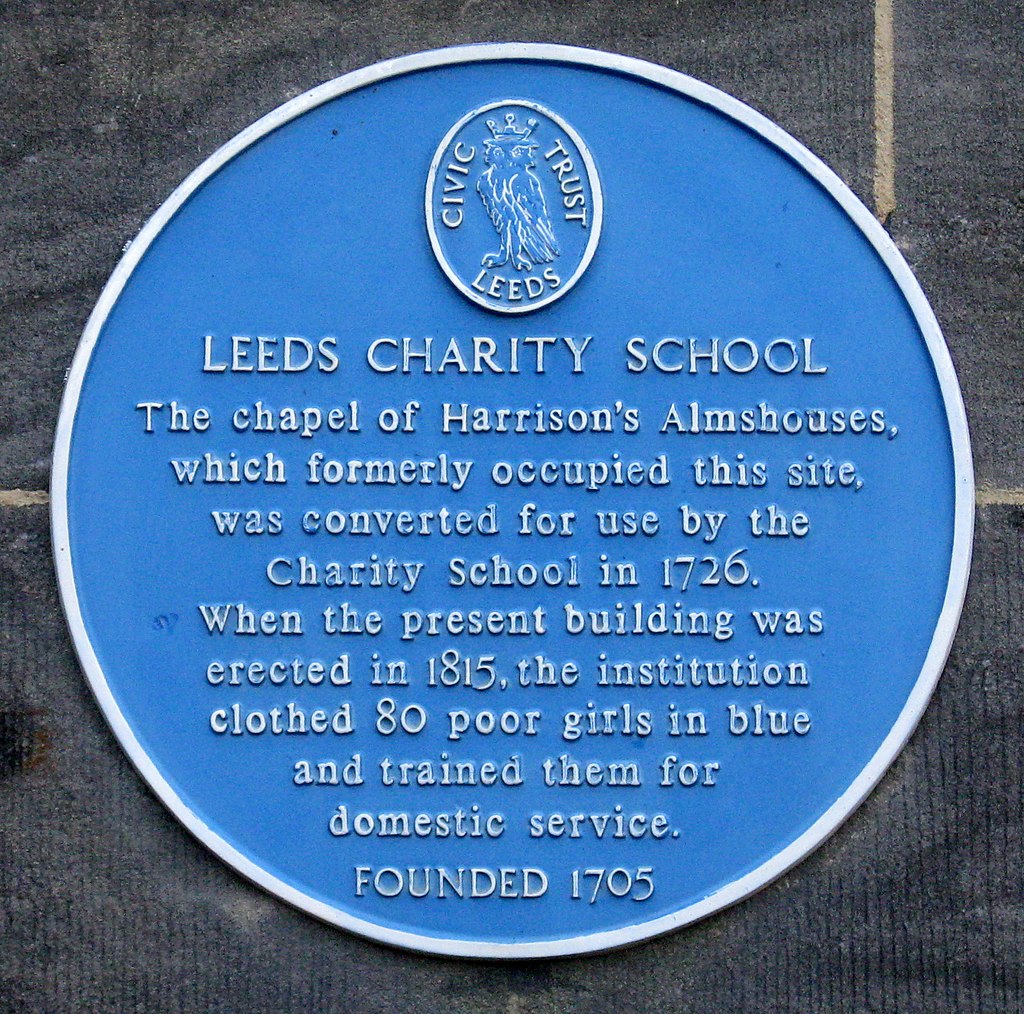 CIVIC TRUST
LEEDS
LEEDS CHARITY SCHOOL
The chapel of Harrison's Almshouses,
which formerly occupied this site,
was converted for use by the
Charity School in 1726.
When the present building was
erected in 1815, the institution
clothed 80 poor girls in blue
and trained them for
domestic service.
FOUNDED 1705